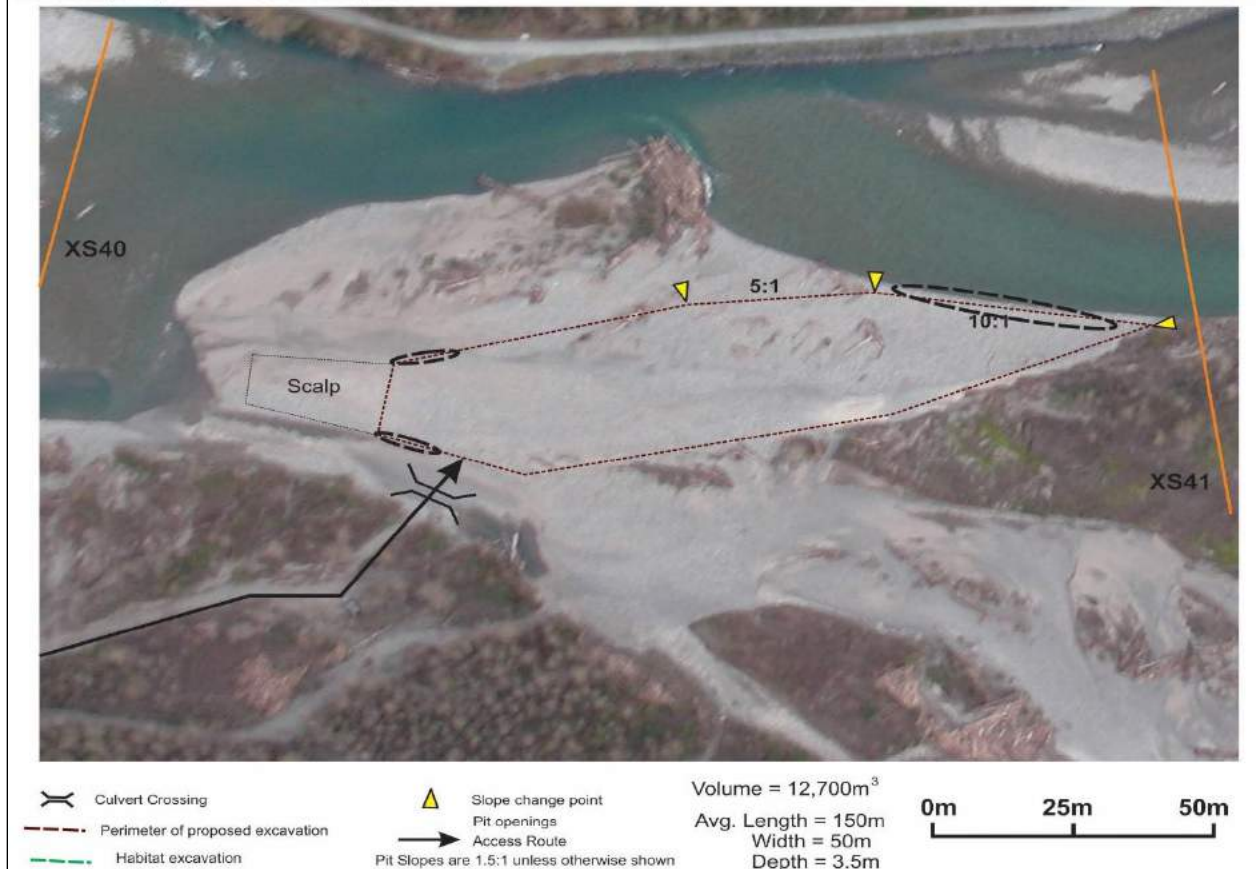 XS40
5:1
10:1
Scalp
XS41
Culvert Crossing
Perimeter of proposed excavation
Habitat excavation
Slope change point
Pit openings
Access Route
Pit Slopes are 1.5:1 unless otherwise shown
Volume = 12,700m³
Avg. Length = 150m
Width = 50m
Depth = 3.5m
0m 25m 50m